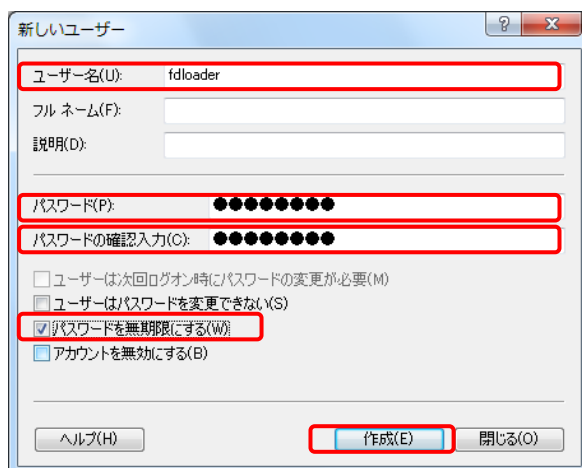 新しいユーザー
ユーザー名(U): fdloader
フル ネーム(F):
説明(D):
パスワード(P): ●●●●●●●●
パスワードの確認入力(C): ●●●●●●●●
ユーザーは次回ログオン時にパスワードの変更が必要(M)
ユーザーはパスワードを変更できない(S)
パスワードを無期限にする(W)
アカウントを無効にする(B)
ヘルプ(H) 作成(E) 閉じる(O)